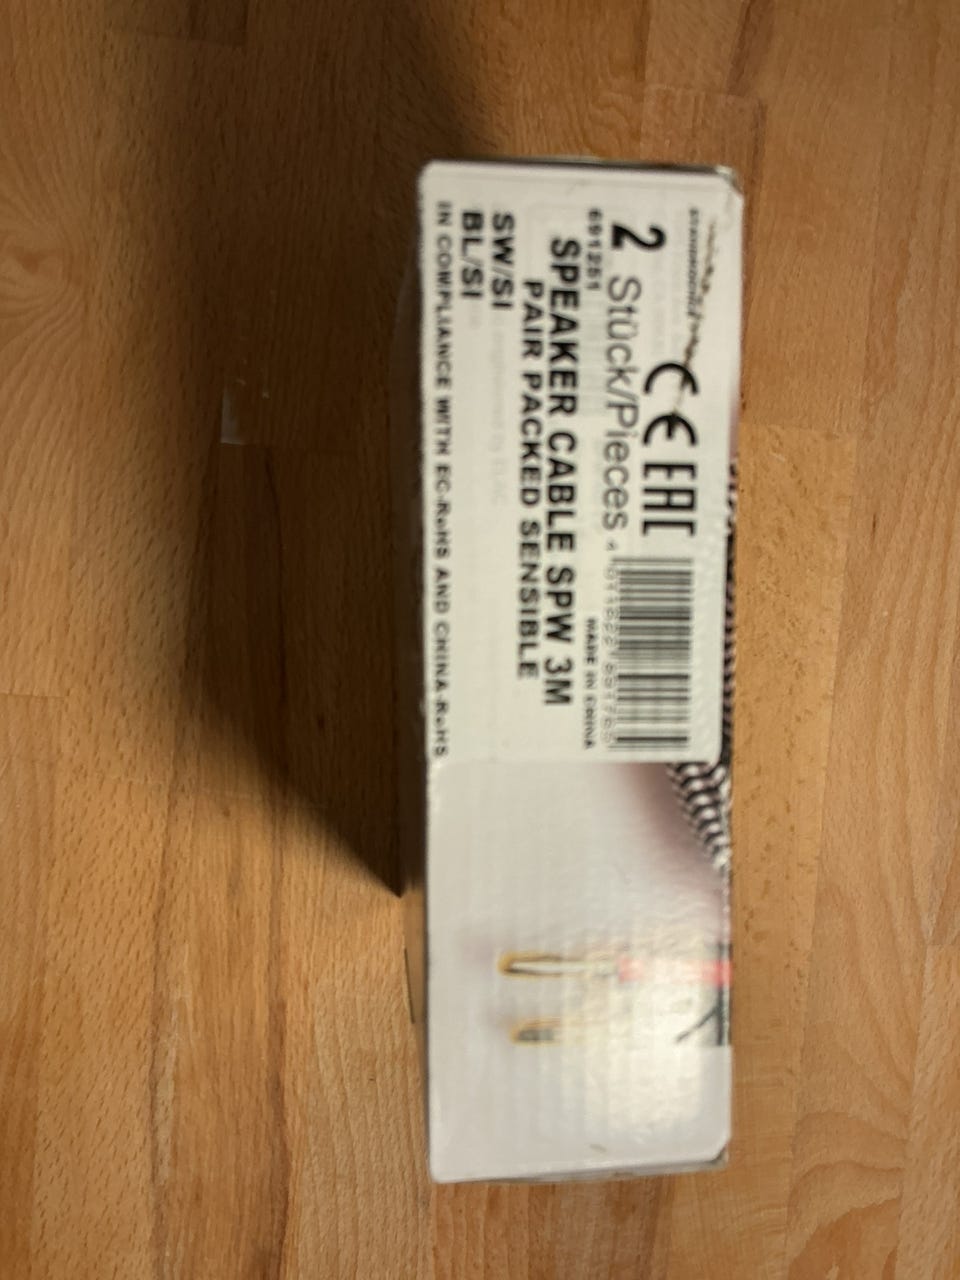 CE EAC
2 Stück/Pieces
691251
MADE IN CHINA
SPEAKER CABLE SPW 3M
PAIR PACKED SENSIBLE
SW/SI
BL/SI
IN COMPLIANCE WITH EC-RoHS AND CHINA-RoHS